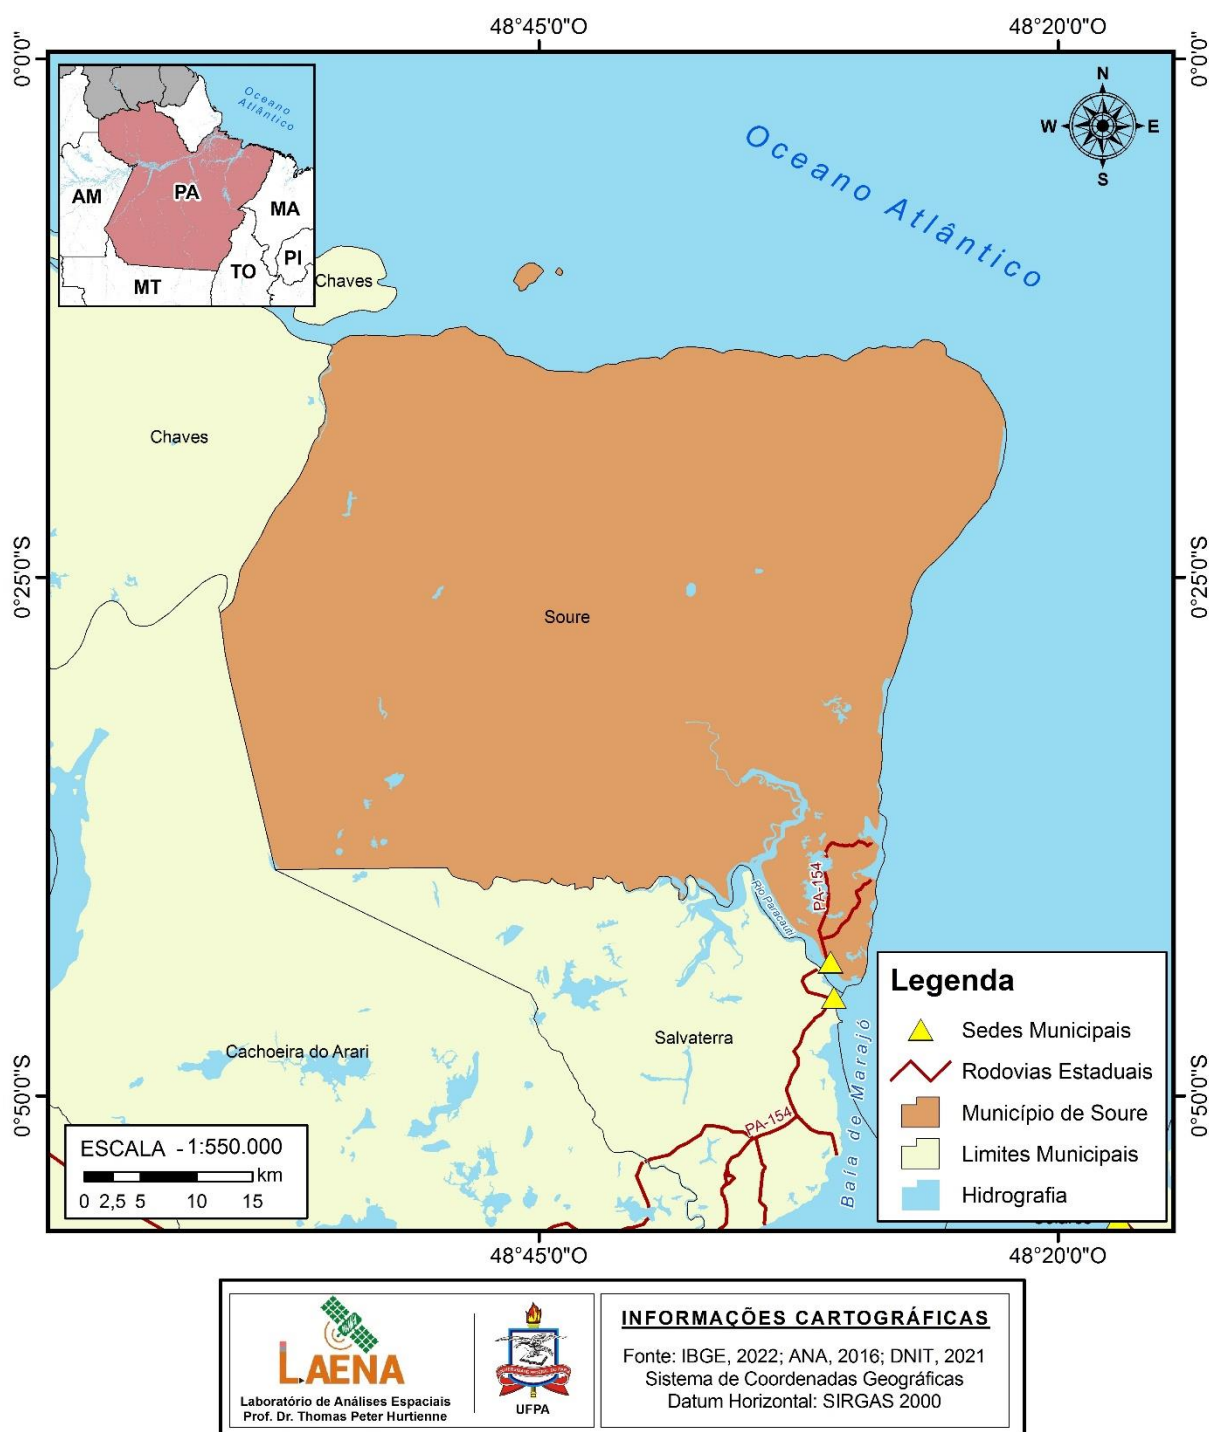 48°45'0"O
48°20'0"O
0°0'0"
0°0'0"
Oceano
Atlântico
AM
PA
MA
PI
TO
MT
N
W
E
S
Oceano Atlântico
Chaves
Chaves
0°25'0"S
0°25'0"S
Soure
PA-154
Rio Paracauti
Salvaterra
Cachoeira do Arari
PA-154
Baía de Marajó
0°50'0"S
0°50'0"S
Legenda
Sedes Municipais
Rodovias Estaduais
Município de Soure
Limites Municipais
Hidrografia
ESCALA - 1:550.000
km
0 2,5 5 10 15
48°45'0"O
48°20'0"O
LAENA
Laboratório de Análises Espaciais
Prof. Dr. Thomas Peter Hurtienne
UFPA
INFORMAÇÕES CARTOGRÁFICAS
Fonte: IBGE, 2022; ANA, 2016; DNIT, 2021
Sistema de Coordenadas Geográficas
Datum Horizontal: SIRGAS 2000